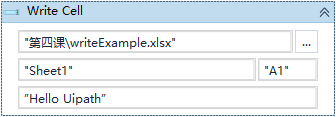 Write Cell
"第四课\writeExample.xlsx" ...
"Sheet1" "A1"
"Hello Uipath"